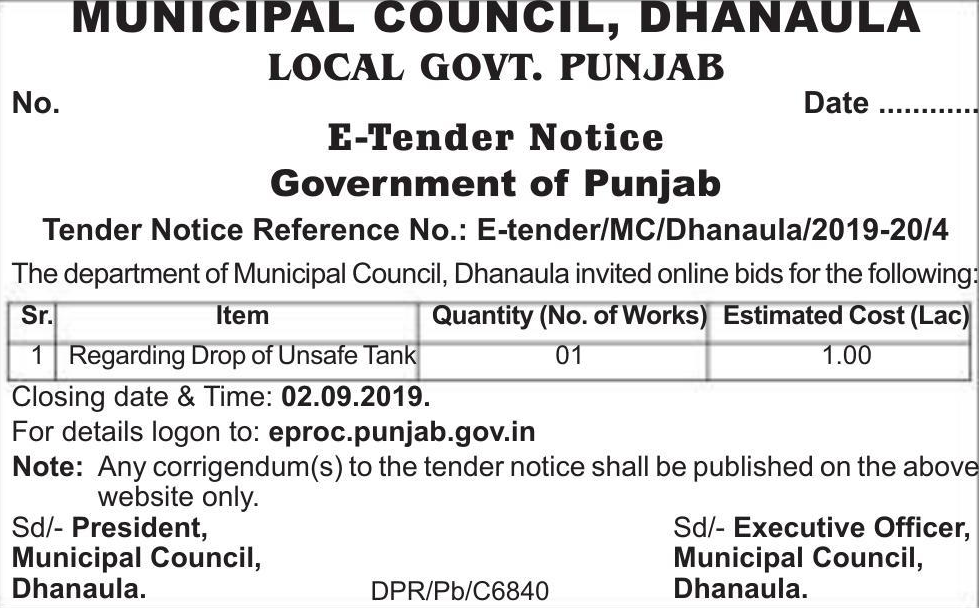 MUNICIPAL COUNCIL, DHANAULA
LOCAL GOVT. PUNJAB
No. Date ............
E-Tender Notice
Government of Punjab
Tender Notice Reference No.: E-tender/MC/Dhanaula/2019-20/4
The department of Municipal Council, Dhanaula invited online bids for the following:
Sr. Item Quantity (No. of Works) Estimated Cost (Lac)
1 Regarding Drop of Unsafe Tank 01 1.00
Closing date & Time: 02.09.2019.
For details logon to: eproc.punjab.gov.in
Note: Any corrigendum(s) to the tender notice shall be published on the above
website only.
Sd/- President, Sd/- Executive Officer,
Municipal Council, Municipal Council,
Dhanaula. DPR/Pb/C6840 Dhanaula.